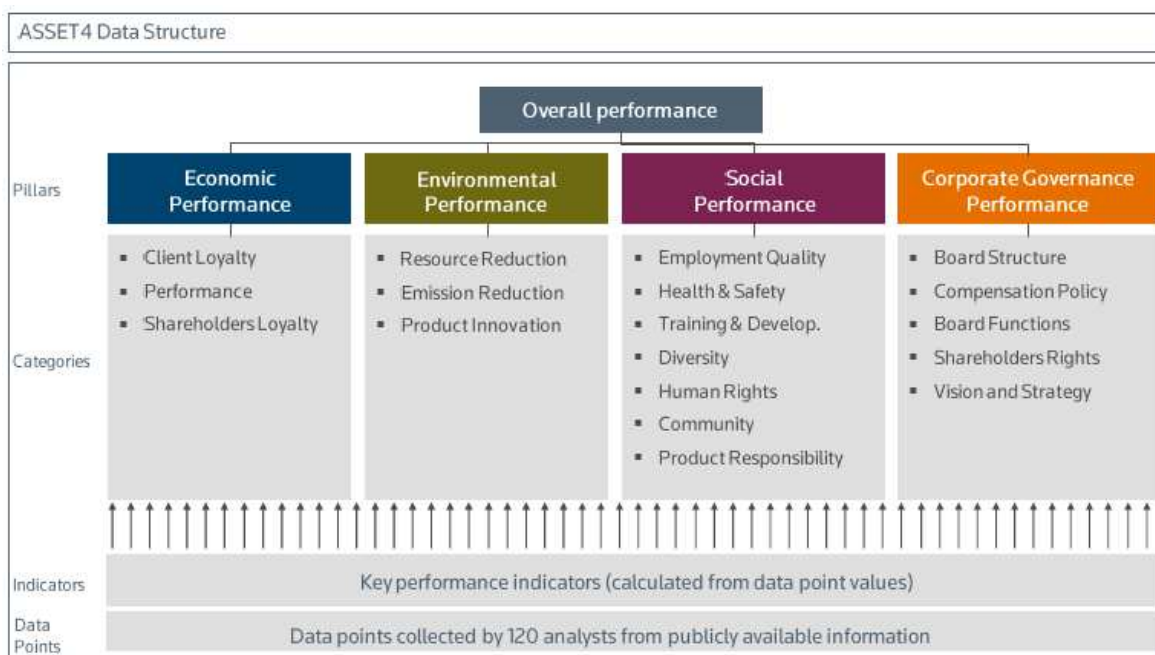 ASSET4 Data Structure
Overall performance
Pillars
Economic
Performance
Environmental
Performance
Social
Performance
Corporate Governance
Performance
Categories
▪ Client Loyalty
▪ Performance
▪ Shareholders Loyalty
▪ Resource Reduction
▪ Emission Reduction
▪ Product Innovation
▪ Employment Quality
▪ Health & Safety
▪ Training & Develop.
▪ Diversity
▪ Human Rights
▪ Community
▪ Product Responsibility
▪ Board Structure
▪ Compensation Policy
▪ Board Functions
▪ Shareholders Rights
▪ Vision and Strategy
Indicators
Key performance indicators (calculated from data point values)
Data
Points
Data points collected by 120 analysts from publicly available information